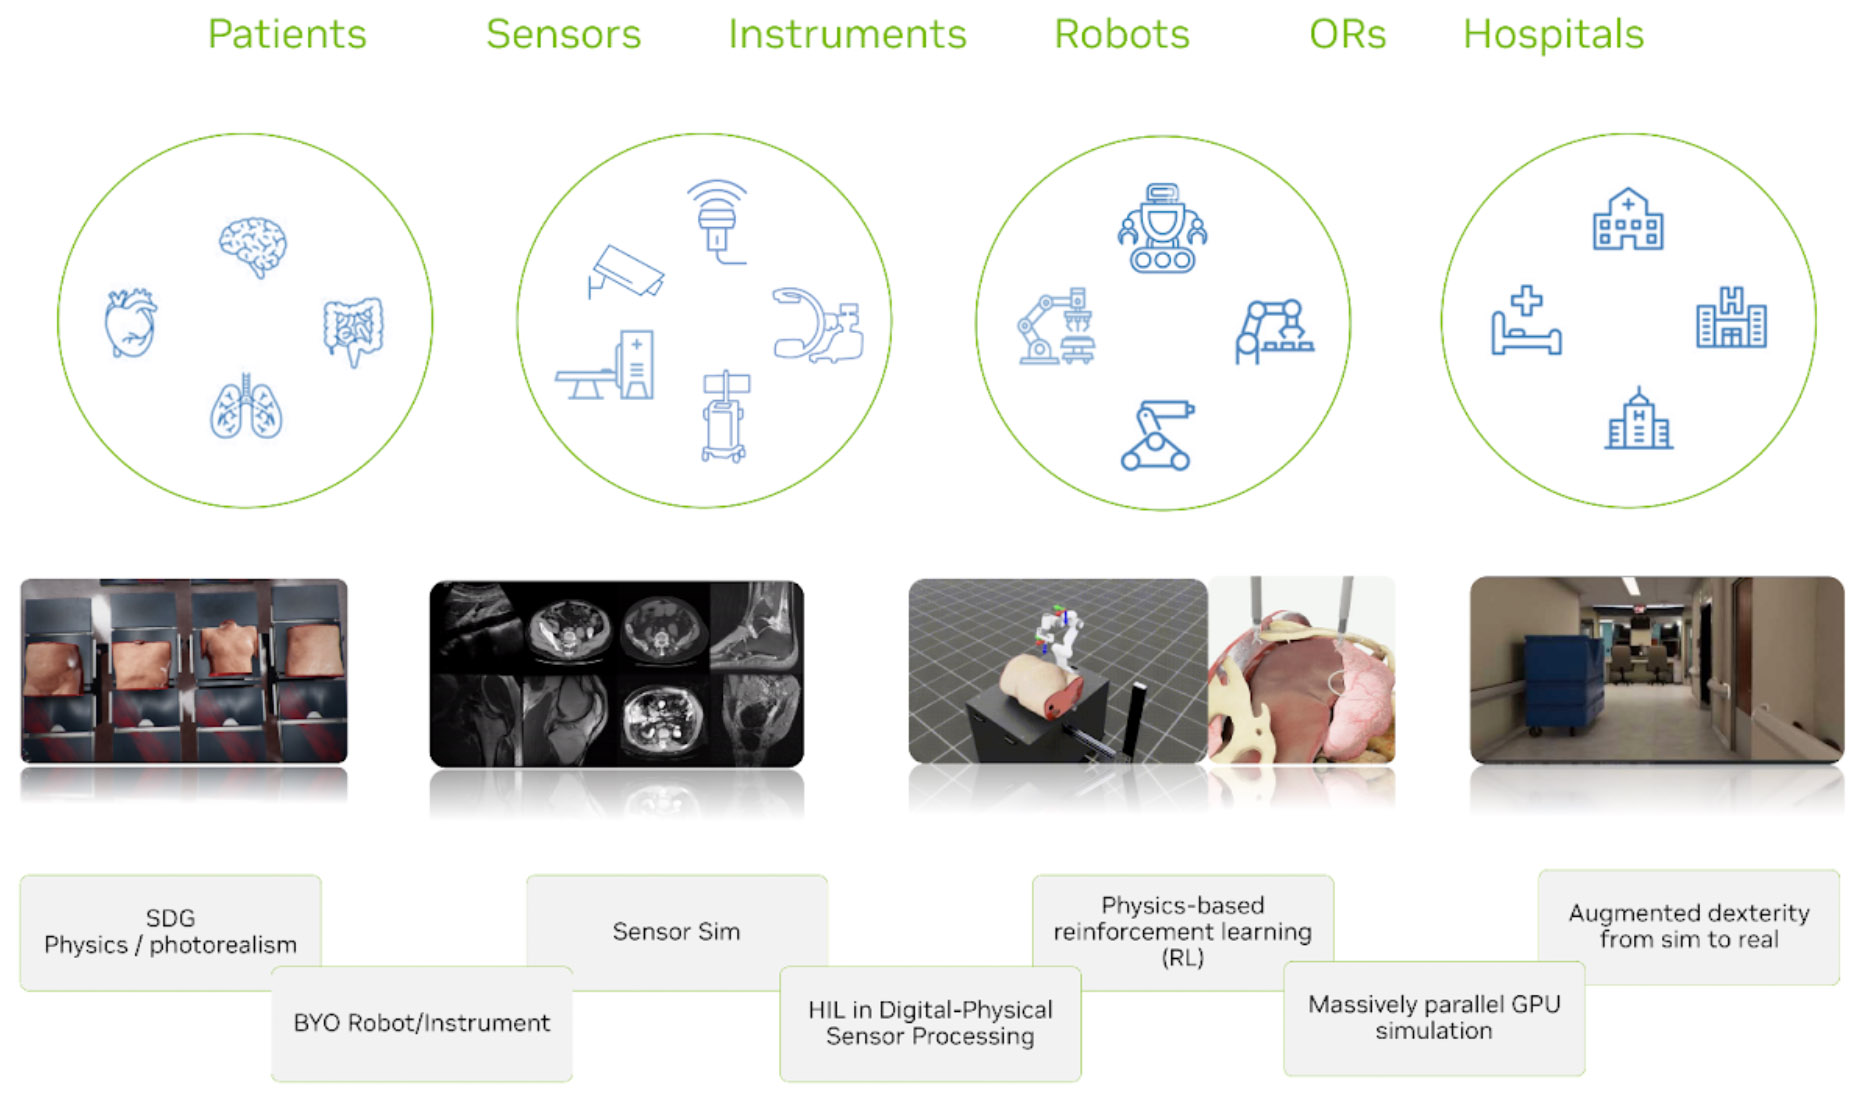 Patients
Sensors
Instruments
Robots
ORs
Hospitals
H
H
SDG
Physics / photorealism
BYO Robot/Instrument
Sensor Sim
HIL in Digital-Physical
Sensor Processing
Physics-based
reinforcement learning
(RL)
Massively parallel GPU
simulation
Augmented dexterity
from sim to real